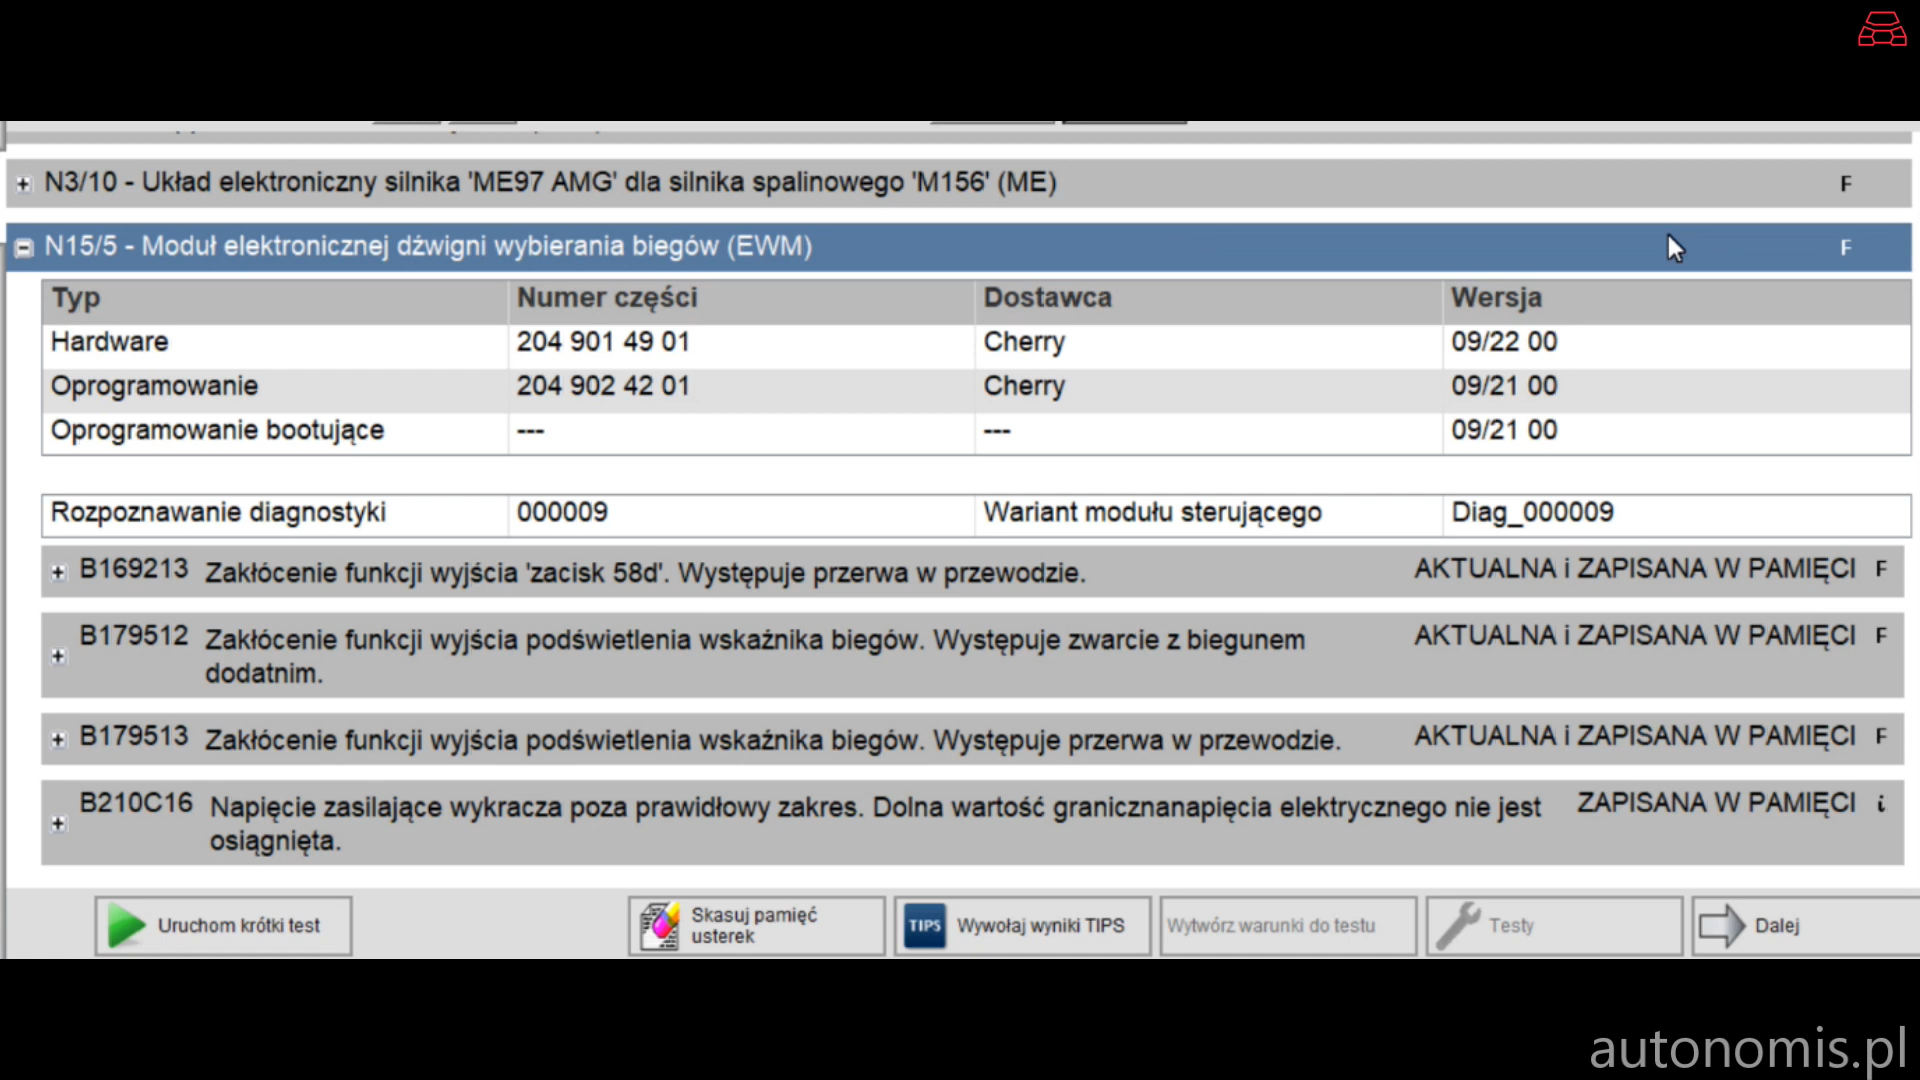 N3/10 - Układ elektroniczny silnika 'ME97 AMG' dla silnika spalinowego 'M156' (ME) F
N15/5 - Moduł elektronicznej dźwigni wybierania biegów (EWM) F
Typ Numer części Dostawca Wersja
Hardware 204 901 49 01 Cherry 09/22 00
Oprogramowanie 204 902 42 01 Cherry 09/21 00
Oprogramowanie bootujące --- --- 09/21 00
Rozpoznawanie diagnostyki 000009 Wariant modułu sterującego Diag_000009
B169213 Zakłócenie funkcji wyjścia 'zacisk 58d'. Występuje przerwa w przewodzie. AKTUALNA i ZAPISANA W PAMIĘCI F
B179512 Zakłócenie funkcji wyjścia podświetlenia wskaźnika biegów. Występuje zwarcie z biegunem AKTUALNA i ZAPISANA W PAMIĘCI F
dodatnim.
B179513 Zakłócenie funkcji wyjścia podświetlenia wskaźnika biegów. Występuje przerwa w przewodzie. AKTUALNA i ZAPISANA W PAMIĘCI F
B210C16 Napięcie zasilające wykracza poza prawidłowy zakres. Dolna wartość granicznanapięcia elektrycznego nie jest ZAPISANA W PAMIĘCI i
osiągnięta.
Uruchom krótki test
Skasuj pamięć
usterek
TIPS Wywołaj wyniki TIPS
Wytwórz warunki do testu
Testy
Dalej
autonomis.pl